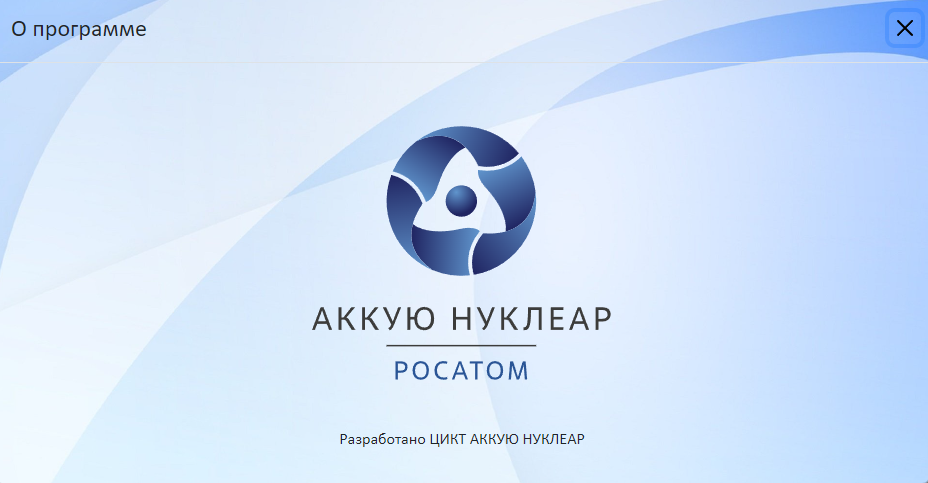 О программе
АККУЮ НУКЛЕАР
РОСАТОМ
Разработано ЦИКТ АККУЮ НУКЛЕАР